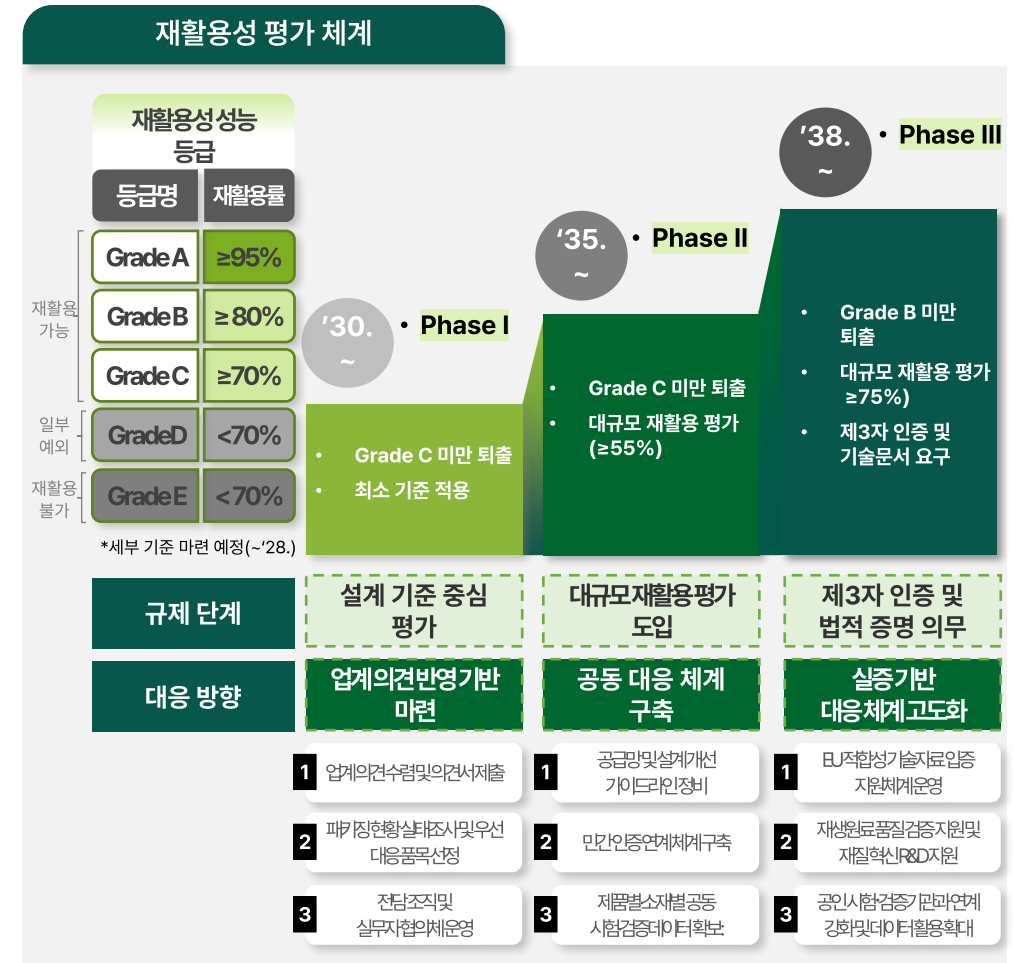 재활용성 평가 체계
재활용성 성능
등급
등급명 재활용률
Grade A ≥95%
Grade B ≥ 80%
Grade C ≥70%
Grade D <70%
Grade E < 70%
재활용
가능
일부
예외
재활용
불가
*세부 기준 마련 예정(~‘28.)
’30.
~
• Phase I
• Grade C 미만 퇴출
• 최소 기준 적용
’35.
~
• Phase II
• Grade C 미만 퇴출
• 대규모 재활용 평가
(≥55%)
’38.
~
• Phase III
• Grade B 미만
퇴출
• 대규모 재활용 평가
≥75%)
• 제3자 인증 및
기술문서 요구
규제 단계
설계 기준 중심
평가
대규모 재활용 평가
도입
제3자 인증 및
법적 증명 의무
대응 방향
업계 의견 반영 기반
마련
공동 대응 체계
구축
실증 기반
대응 체계 고도화
1 업계 의견 수렴 및 의견서 제출
2 패키징 현황 실태조사 및 우선
대응 품목 선정
3 전담 조직 및
실무자 협의체 운영
1 공급망 및 설계 개선
가이드라인 정비
2 민간 인증 연계 체계 구축
3 제품별·소재별 공동
시험·검증 데이터 확보
1 EU 적합성 기술자료 입증
지원체계 운영
2 재생원료 품질 검증 지원 및
재질 혁신 R&D 지원
3 공인 시험·검증기관과 연계
강화 및 데이터 활용 확대